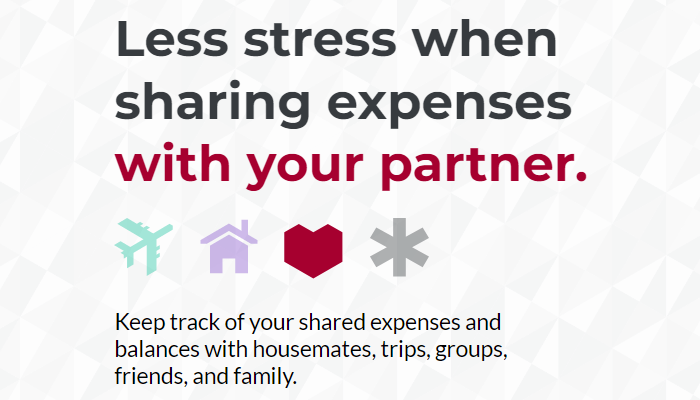 Less stress when
sharing expenses
with your partner.
Keep track of your shared expenses and
balances with housemates, trips, groups,
friends, and family.